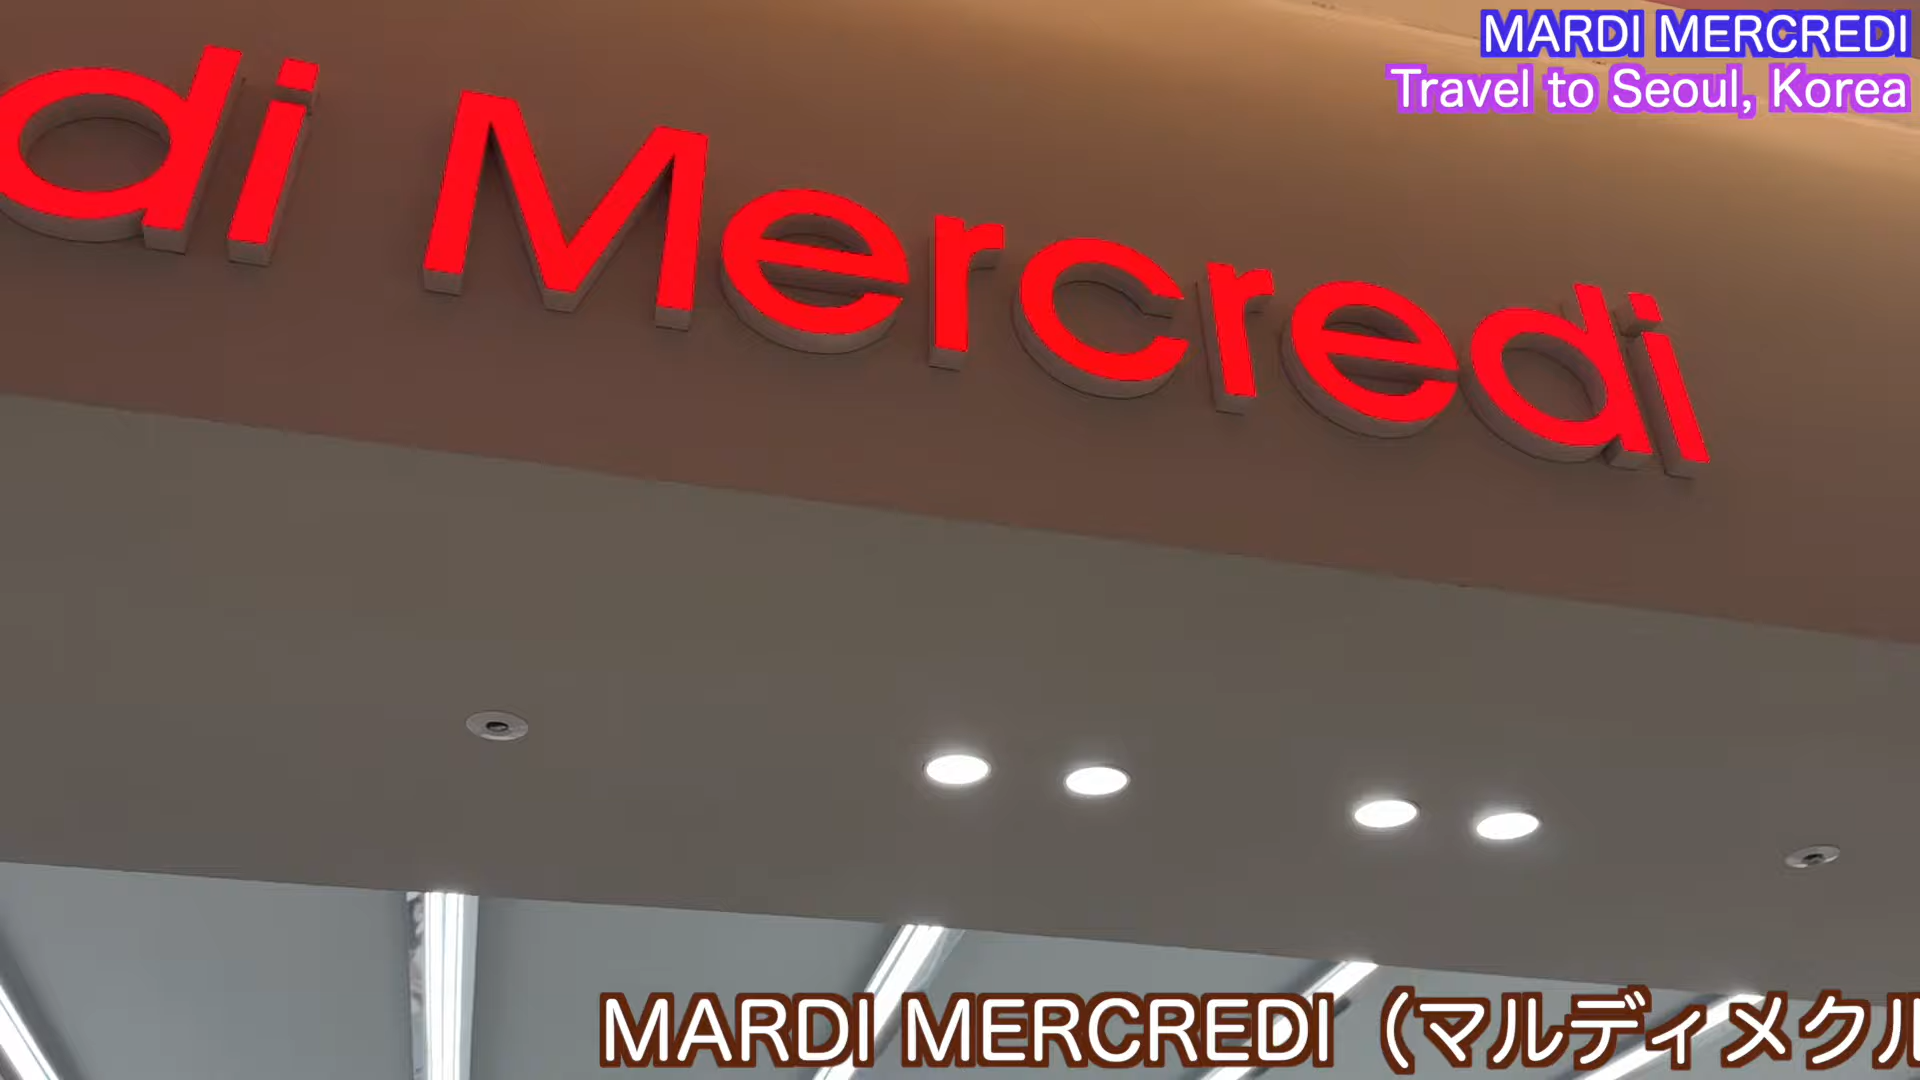 MARDI MERCREDI
Travel to Seoul, Korea
di Mercredi
MARDI MERCREDI（マルディメクル